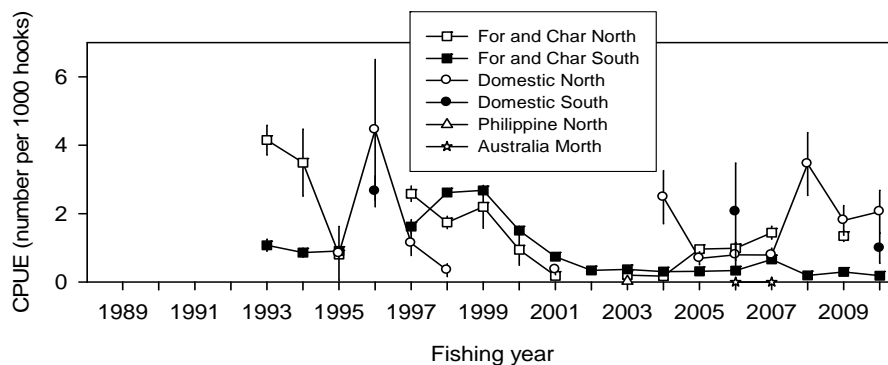 For and Char North
For and Char South
Domestic North
Domestic South
Philippine North
Australia Morth
CPUE (number per 1000 hooks)
6
4
2
0
1989 1991 1993 1995 1997 1999 2001 2003 2005 2007 2009
Fishing year